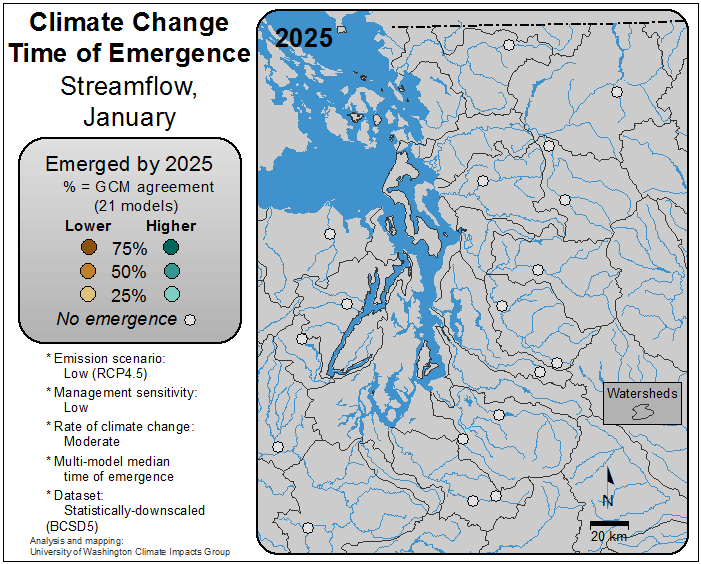 Climate Change
Time of Emergence
Streamflow,
January
Emerged by 2025
% = GCM agreement
(21 models)
Lower Higher
75%
50%
25%
No emergence
* Emission scenario:
Low (RCP4.5)
* Management sensitivity:
Low
* Rate of climate change:
Moderate
* Multi-model median
time of emergence
* Dataset:
Statistically-downscaled
(BCSD5)
Analysis and mapping:
University of Washington Climate Impacts Group
2025
Watersheds
N
20 km